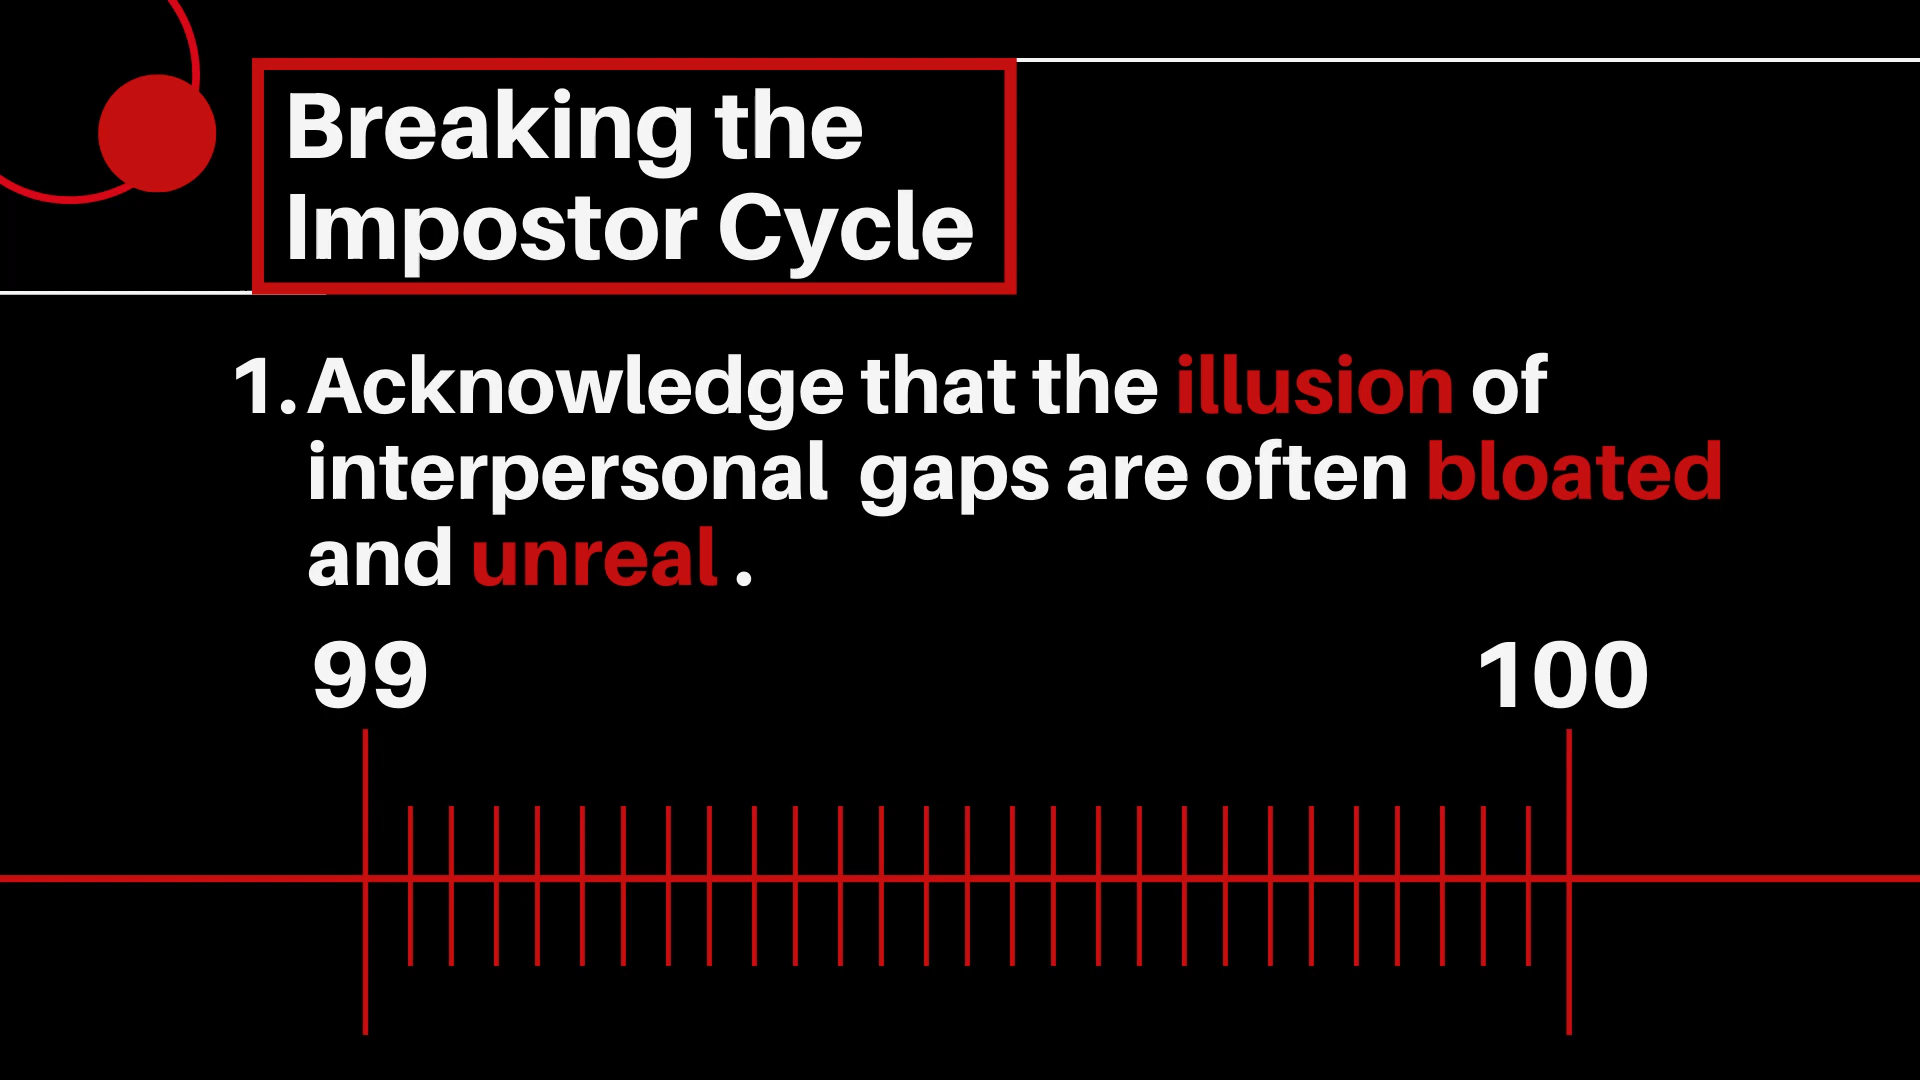 Breaking the
Impostor Cycle
1. Acknowledge that the illusion of
interpersonal  gaps are often bloated
and unreal .
99 100